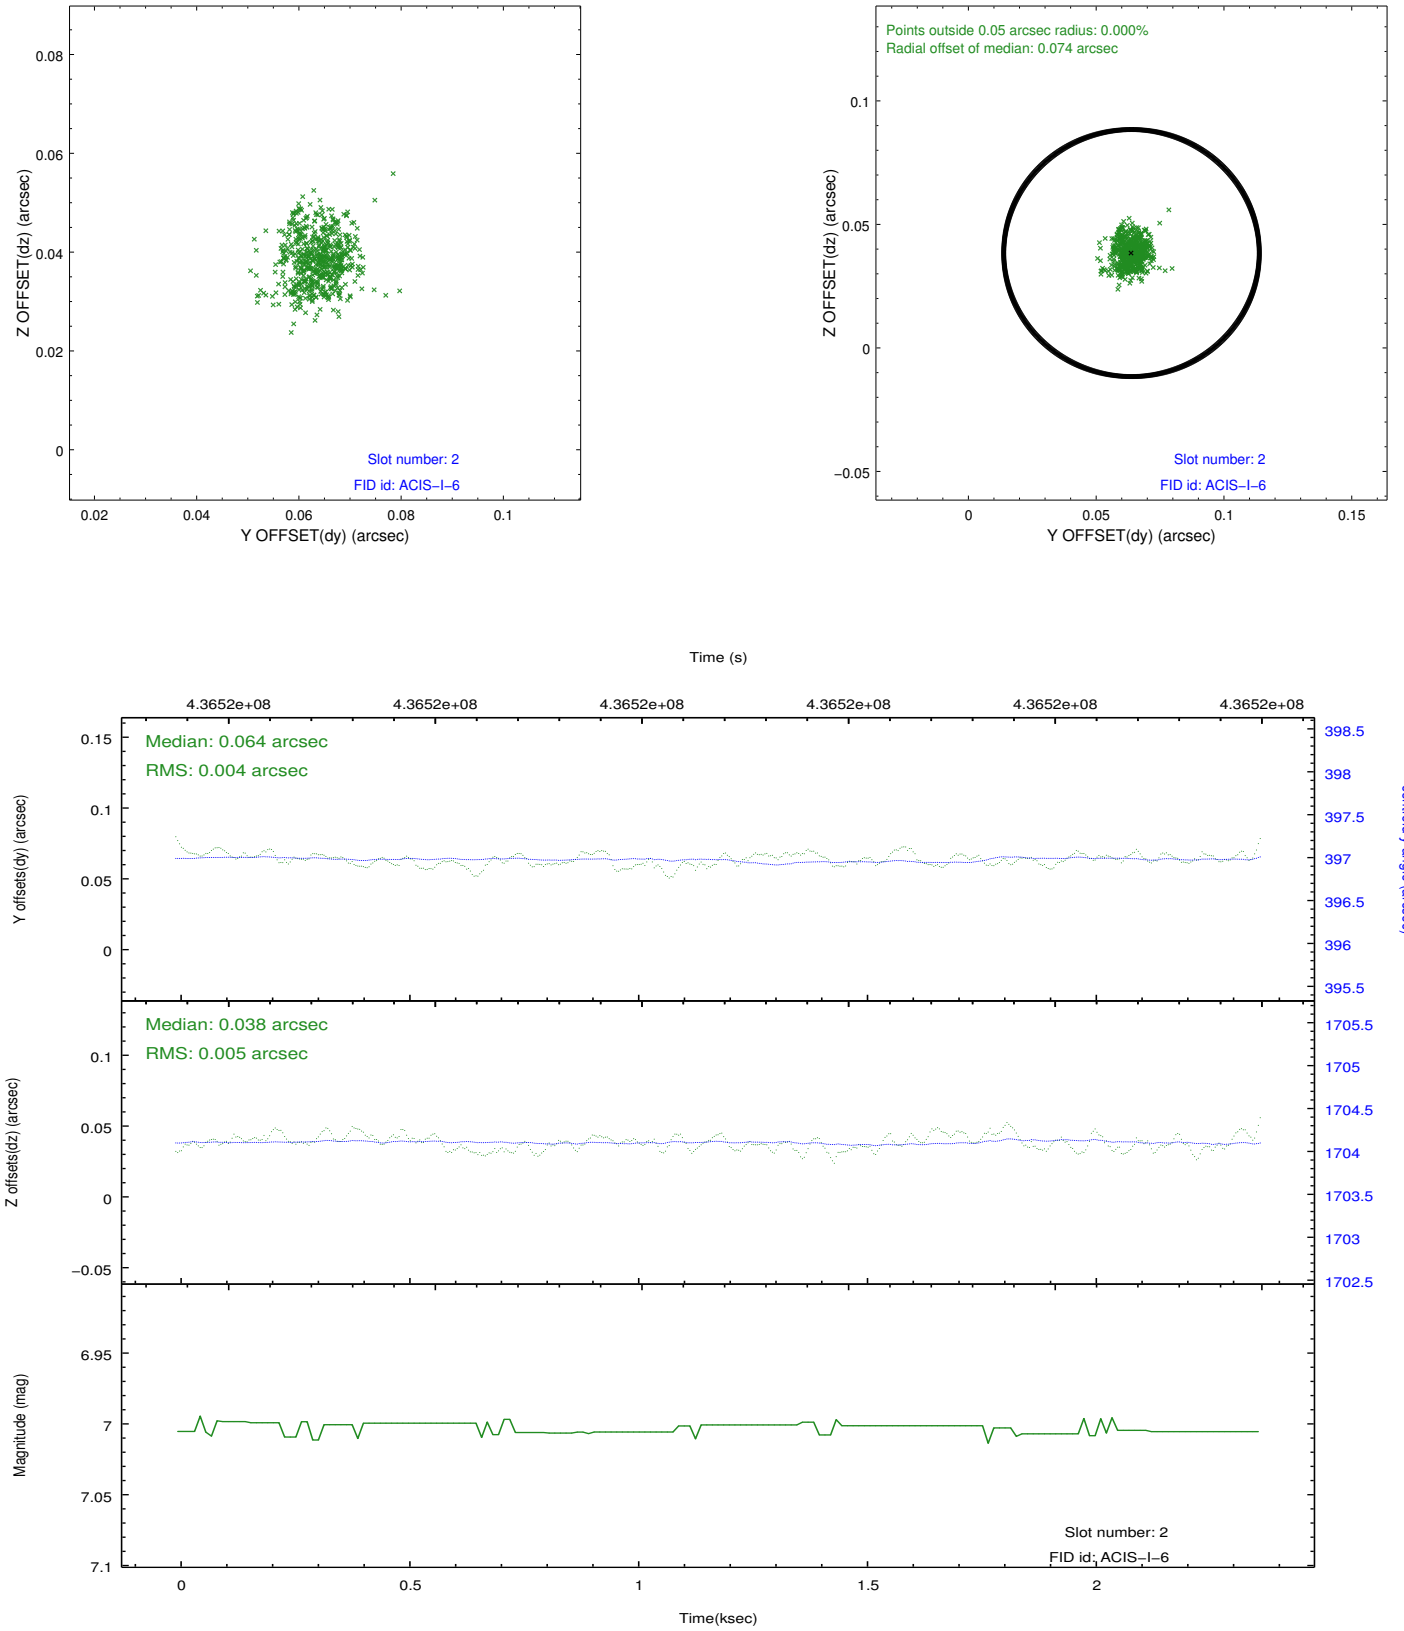 0.08
0.06
0.04
0.02
0
Z OFFSET(dz) (arcsec)
Slot number: 2
FID id: ACIS−I−6
0.02 0.04 0.06 0.08 0.1
Y OFFSET(dy) (arcsec)
Points outside 0.05 arcsec radius: 0.000%
Radial offset of median: 0.074 arcsec
0.1
0.05
0
−0.05
Z OFFSET(dz) (arcsec)
Slot number: 2
FID id: ACIS−I−6
0 0.05 0.1 0.15
Y OFFSET(dy) (arcsec)
Time (s)
4.3652e+08 4.3652e+08 4.3652e+08 4.3652e+08 4.3652e+08 4.3652e+08
Median: 0.064 arcsec
RMS: 0.004 arcsec
0.15
0.1
0.05
0
Y offsets(dy) (arcsec)
398.5
398
397.5
397
396.5
396
395.5
Median: 0.038 arcsec
RMS: 0.005 arcsec
0.1
0.05
0
−0.05
Z offsets(dz) (arcsec)
1705.5
1705
1704.5
1704
1703.5
1703
1702.5
6.95
7
7.05
7.1
Magnitude (mag)
Slot number: 2
FID id: ACIS−I−6
0 0.5 1 1.5 2
Time(ksec)